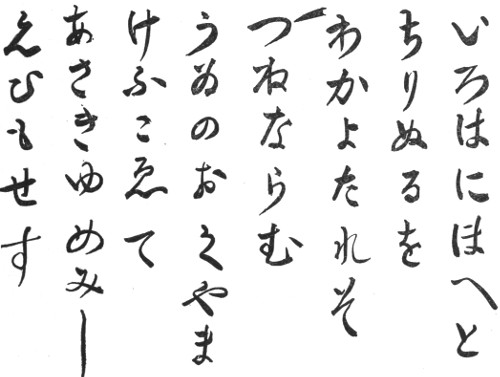 いろはにほへと
ちりぬるを
わかよたれそ
つねならむ
うゐのおくやま
けふこゑて
あさきゆめみし
えひもせす